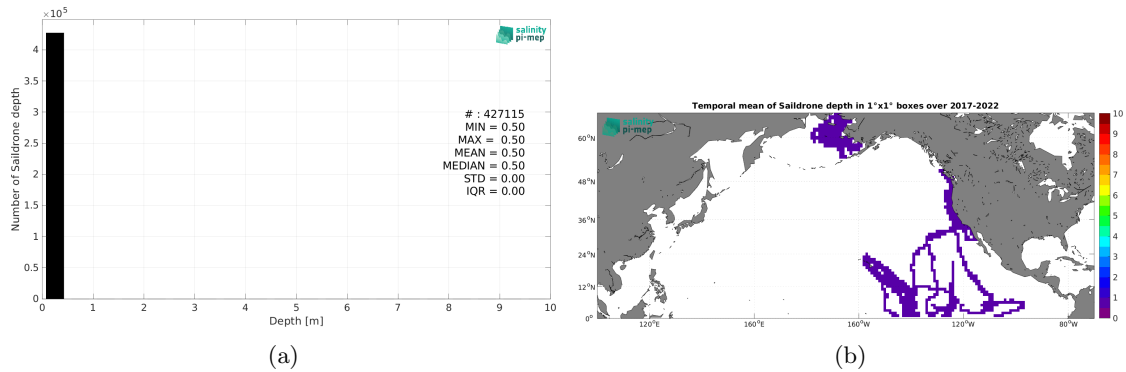 ×10^5
4
3.5
3
2.5
2
1.5
1
0.5
0
Number of Saildrone depth
salinity
pi-mep
# : 427115
MIN = 0.50
MAX = 0.50
MEAN = 0.50
MEDIAN = 0.50
STD = 0.00
IQR = 0.00
0 1 2 3 4 5 6 7 8 9 10
Depth [m]
(a)
Temporal mean of Saildrone depth in 1°x1° boxes over 2017-2022
salinity
pi-mep
60°N
48°N
36°N
24°N
12°N
0°
120°E 160°E 160°W 120°W 80°W
10
9
8
7
6
5
4
3
2
1
0
(b)